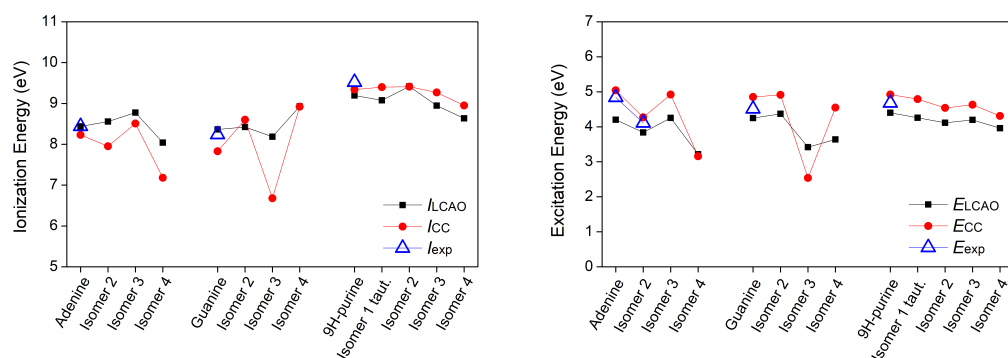 Ionization Energy (eV)
11
10
9
8
7
6
5
ILCAO
ICC
Iexp
Adenine
Isomer 2
Isomer 3
Isomer 4
Guanine
Isomer 2
Isomer 3
Isomer 4
9H-purine
Isomer 1 taut.
Isomer 2
Isomer 3
Isomer 4
Excitation Energy (eV)
7
6
5
4
3
2
1
0
ELCAO
ECC
Eexp
Adenine
Isomer 2
Isomer 3
Isomer 4
Guanine
Isomer 2
Isomer 3
Isomer 4
9H-purine
Isomer 1 taut.
Isomer 2
Isomer 3
Isomer 4